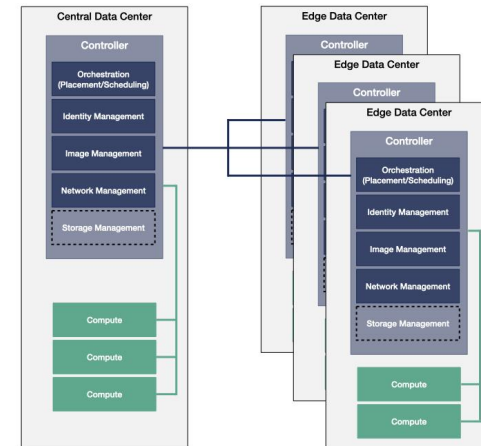 Central Data Center
Controller
Orchestration
(Placement/Scheduling)
Identity Management
Image Management
Network Management
Storage Management
Compute
Compute
Compute
Edge Data Center
Controller
Edge Data Center
Controller
Edge Data Center
Controller
Orchestration
(Placement/Scheduling)
Identity Management
Image Management
Network Management
Storage Management
Compute
Compute